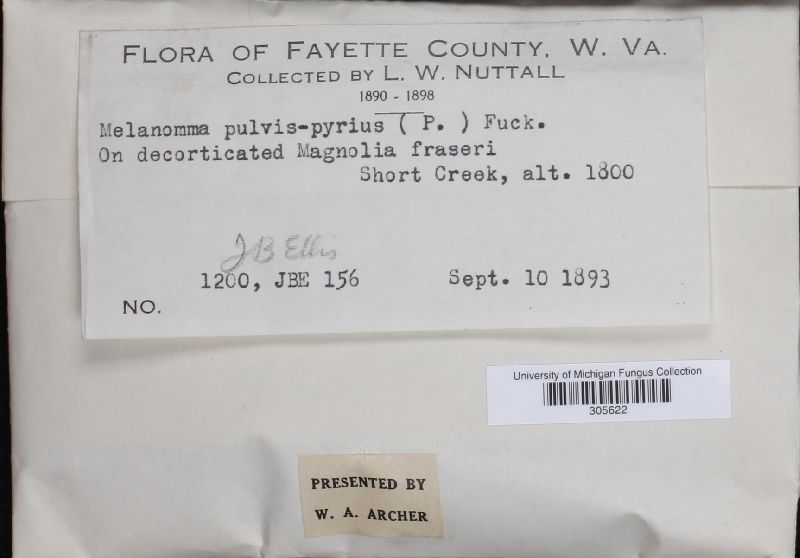 FLORA OF FAYETTE COUNTY, W. VA.
COLLECTED BY L. W. NUTTALL
1890 - 1898
Melanomma pulvis-pyrius ( P. ) Fuck.
On decorticated Magnolia fraseri
Short Creek, alt. 1800
J B Ellis
1200, JBE 156 Sept. 10 1893
NO.
University of Michigan Fungus Collection
305622
PRESENTED BY
W. A. ARCHER